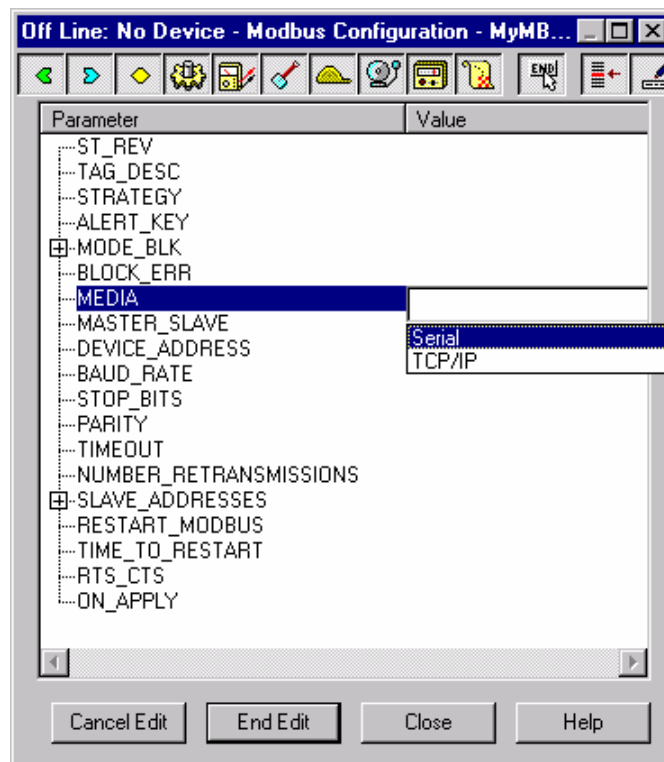 Off Line: No Device - Modbus Configuration - MyMB...
END
Parameter Value
ST_REV
TAG_DESC
STRATEGY
ALERT_KEY
MODE_BLK
BLOCK_ERR
MEDIA
MASTER_SLAVE
Serial
DEVICE_ADDRESS
TCP/IP
BAUD_RATE
STOP_BITS
PARITY
TIMEOUT
NUMBER_RETRANSMISSIONS
SLAVE_ADDRESSES
RESTART_MODBUS
TIME_TO_RESTART
RTS_CTS
ON_APPLY
Cancel Edit End Edit Close Help